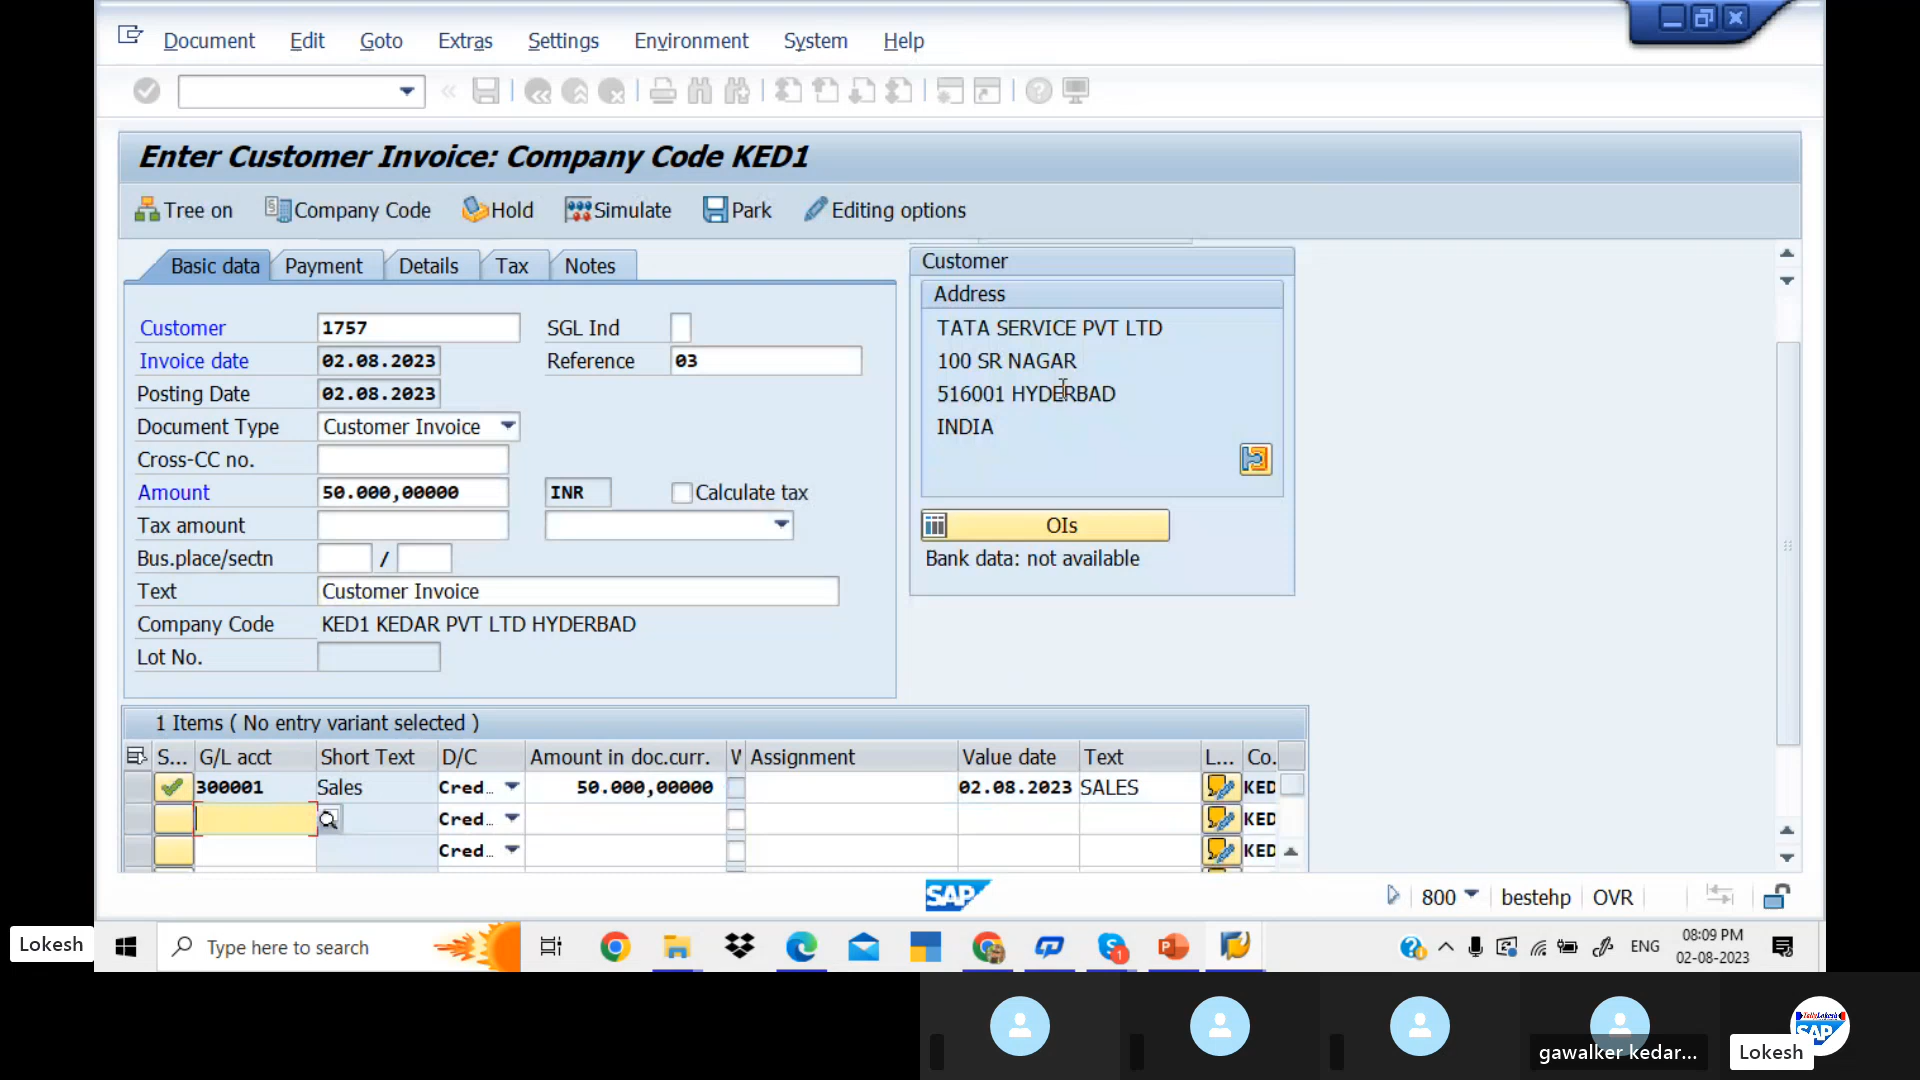 Document Edit Goto Extras Settings Environment System Help
Enter Customer Invoice: Company Code KED1
Tree on Company Code Hold Simulate Park Editing options
Basic data Payment Details Tax Notes
Customer 1757 SGL Ind
Invoice date 02.08.2023 Reference 03
Posting Date 02.08.2023
Document Type Customer Invoice
Cross-CC no.
Amount 50.000,00000 INR Calculate tax
Tax amount
Bus.place/sectn /
Text Customer Invoice
Company Code KED1 KEDAR PVT LTD HYDERBAD
Lot No.
Customer
Address
TATA SERVICE PVT LTD
100 SR NAGAR
516001 HYDERBAD
INDIA
OIs
Bank data: not available
1 Items ( No entry variant selected )
S... G/L acct Short Text D/C Amount in doc.curr. W Assignment Value date Text L... Co.
300001 Sales Cred.. 50.000,00000 02.08.2023 SALES KED
Cred.. KED
Cred.. KED
SAP 800 bestehp OVR
Lokesh Type here to search 1 ENG 08:09 PM
02-08-2023
gawalker kedar... Lokesh
SAP